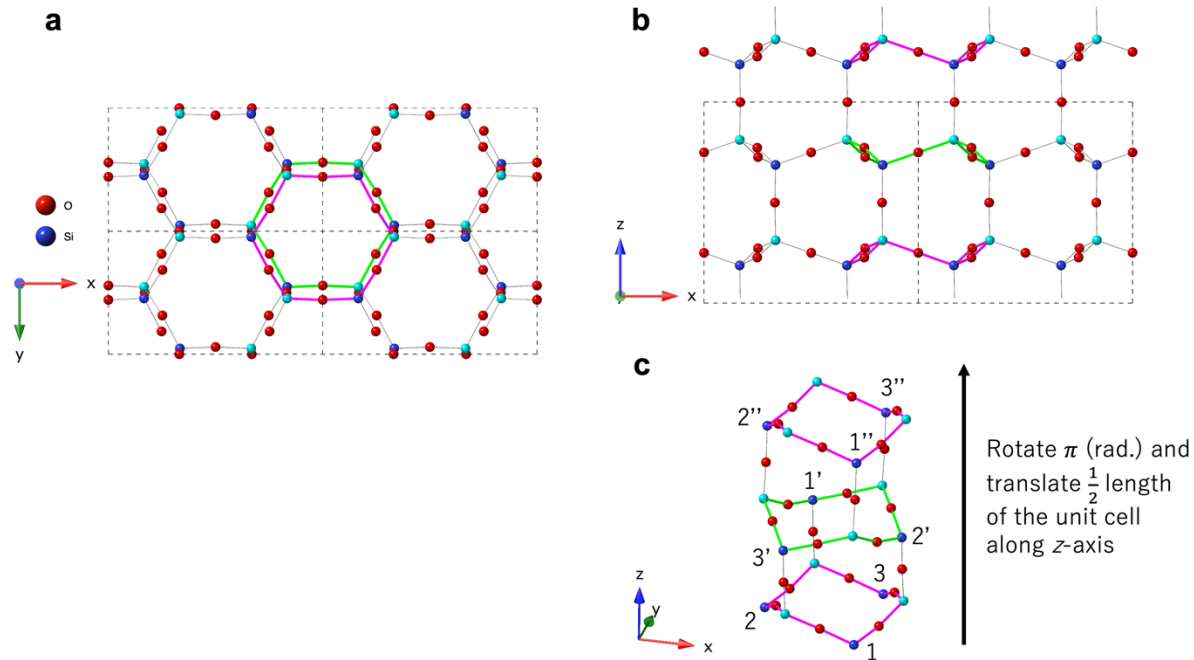 a
b
O
Si
x
y
z
x
c
3''
2''
1''
1'
2'
3'
3
2
1
z
y
x
Rotate π (rad.) and
translate 1/2 length
of the unit cell
along z-axis